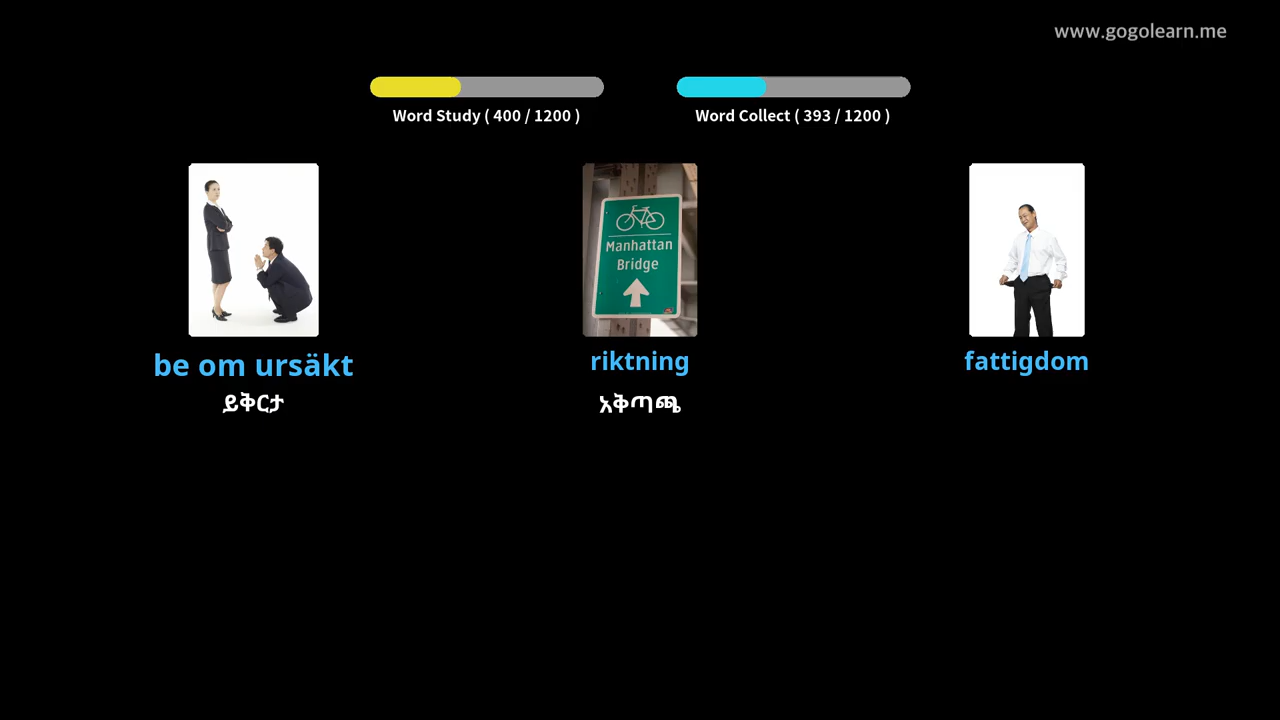 www.gogolearn.me
Word Study ( 400 / 1200 )
Word Collect ( 393 / 1200 )
Manhattan
Bridge
be om ursäkt
riktning
fattigdom
ይቅርታ
አቅጣጫ